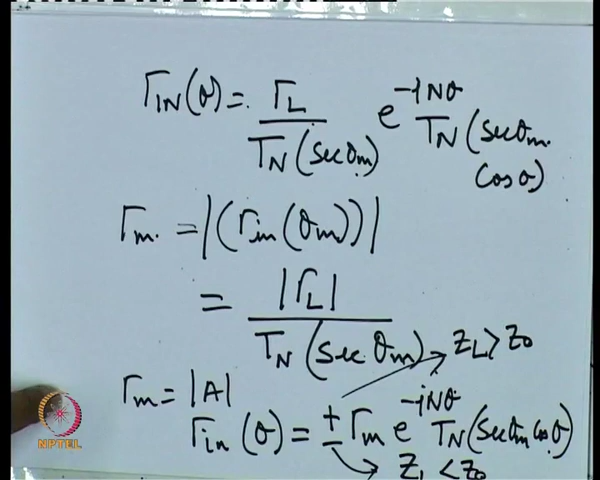 Γ_IN(θ) = Γ_L / T_N(sec θ_m) e^{-jNθ} T_N(sec θ_m. cos θ)
Γ_m. = |(Γ_in(θ_m))|
= |Γ_L| / T_N(sec θ_m)
Z_L > Z_0
Γ_m = |A|
Γ_in(θ) = ± Γ_m e^{-jNθ} T_N(sec θ_m cos θ)
Z_L < Z_0
NPTEL